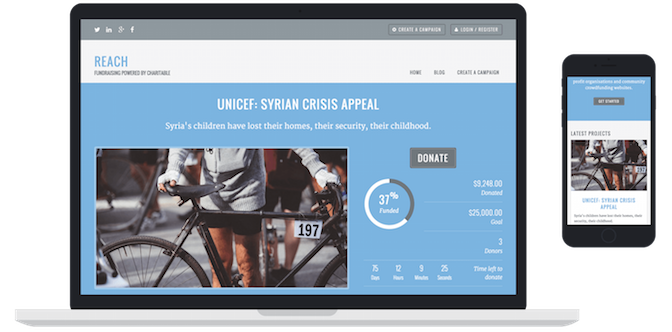 CREATE A CAMPAIGN
LOGIN / REGISTER
REACH
FUNDRAISING POWERED BY CHARITABLE
HOME
BLOG
CREATE A CAMPAIGN
UNICEF: SYRIAN CRISIS APPEAL
Syria's children have lost their homes, their security, their childhood.
DONATE
37%
Funded
$9,248.00
Donated
$25,000.00
Goal
3
Donors
75 12 9 25
Days Hours Minutes Seconds
Time left to
donate
197
profit organizations and community
crowdfunding websites.
GET STARTED
LATEST PROJECTS
197
UNICEF: SYRIAN CRISIS
APPEAL
Syria's children have lost their homes, their
security, their childhood.